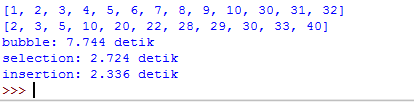 [1, 2, 3, 4, 5, 6, 7, 8, 9, 10, 30, 31, 32]
[2, 3, 5, 10, 20, 22, 28, 29, 30, 33, 40]
bubble: 7.744 detik
selection: 2.724 detik
insertion: 2.336 detik
>>>